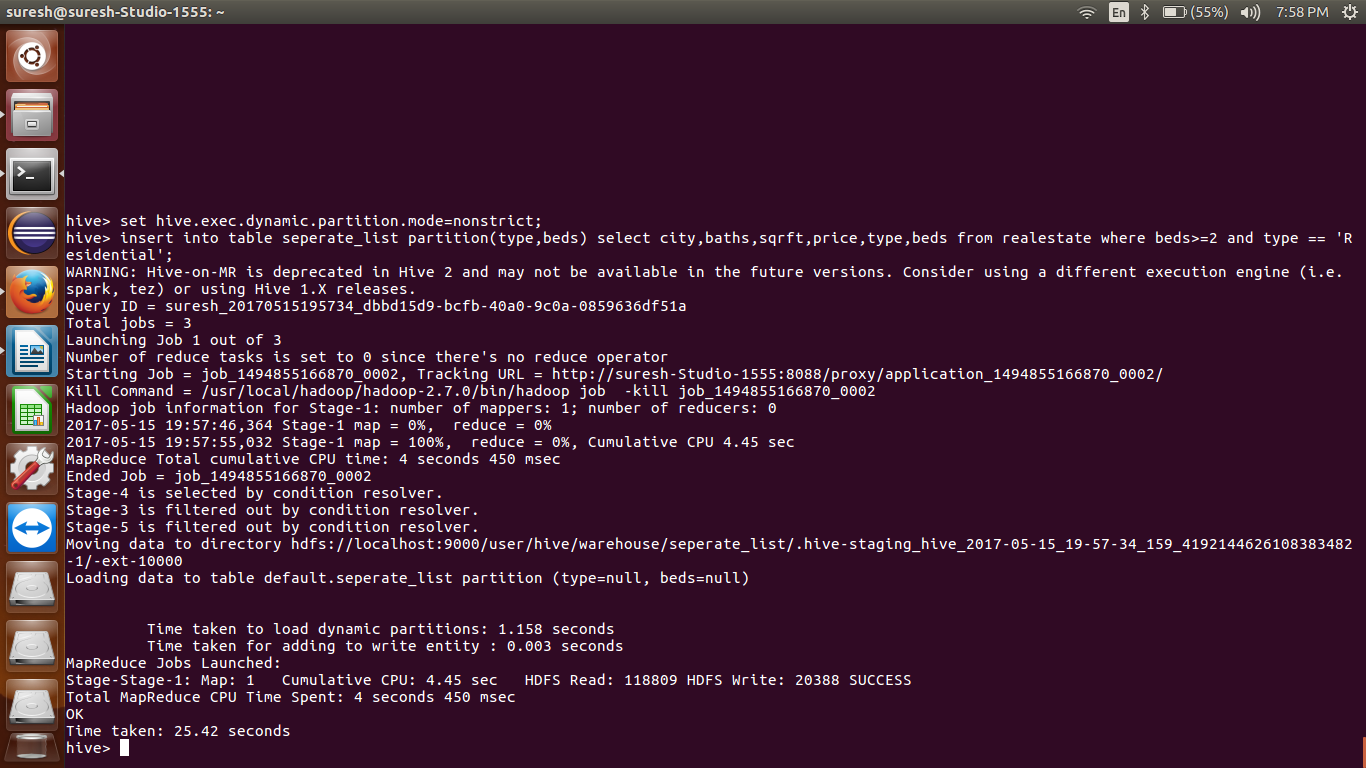 suresh@suresh-Studio-1555: ~
En
(55%)
7:58 PM
hive> set hive.exec.dynamic.partition.mode=nonstrict;
hive> insert into table seperate_list partition(type,beds) select city,baths,sqrft,price,type,beds from realestate where beds>=2 and type == 'R
esidential';
WARNING: Hive-on-MR is deprecated in Hive 2 and may not be available in the future versions. Consider using a different execution engine (i.e.
spark, tez) or using Hive 1.X releases.
Query ID = suresh_20170515195734_dbbd15d9-bcfb-40a0-9c0a-0859636df51a
Total jobs = 3
Launching Job 1 out of 3
Number of reduce tasks is set to 0 since there's no reduce operator
Starting Job = job_1494855166870_0002, Tracking URL = http://suresh-Studio-1555:8088/proxy/application_1494855166870_0002/
Kill Command = /usr/local/hadoop/hadoop-2.7.0/bin/hadoop job  -kill job_1494855166870_0002
Hadoop job information for Stage-1: number of mappers: 1; number of reducers: 0
2017-05-15 19:57:46,364 Stage-1 map = 0%,  reduce = 0%
2017-05-15 19:57:55,032 Stage-1 map = 100%,  reduce = 0%, Cumulative CPU 4.45 sec
MapReduce Total cumulative CPU time: 4 seconds 450 msec
Ended Job = job_1494855166870_0002
Stage-4 is selected by condition resolver.
Stage-3 is filtered out by condition resolver.
Stage-5 is filtered out by condition resolver.
Moving data to directory hdfs://localhost:9000/user/hive/warehouse/seperate_list/.hive-staging_hive_2017-05-15_19-57-34_159_4192144626108383482
-1/-ext-10000
Loading data to table default.seperate_list partition (type=null, beds=null)
Time taken to load dynamic partitions: 1.158 seconds
Time taken for adding to write entity : 0.003 seconds
MapReduce Jobs Launched:
Stage-Stage-1: Map: 1   Cumulative CPU: 4.45 sec   HDFS Read: 118809 HDFS Write: 20388 SUCCESS
Total MapReduce CPU Time Spent: 4 seconds 450 msec
OK
Time taken: 25.42 seconds
hive>